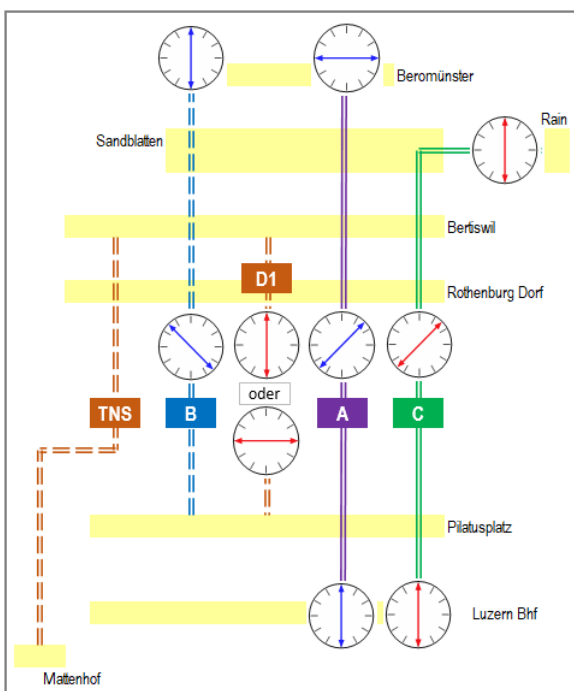 Beromünster
Rain
Sandblatten
Bertiswil
D1
Rothenburg Dorf
oder
TNS
B
A
C
Pilatusplatz
Luzern Bhf
Mattenhof